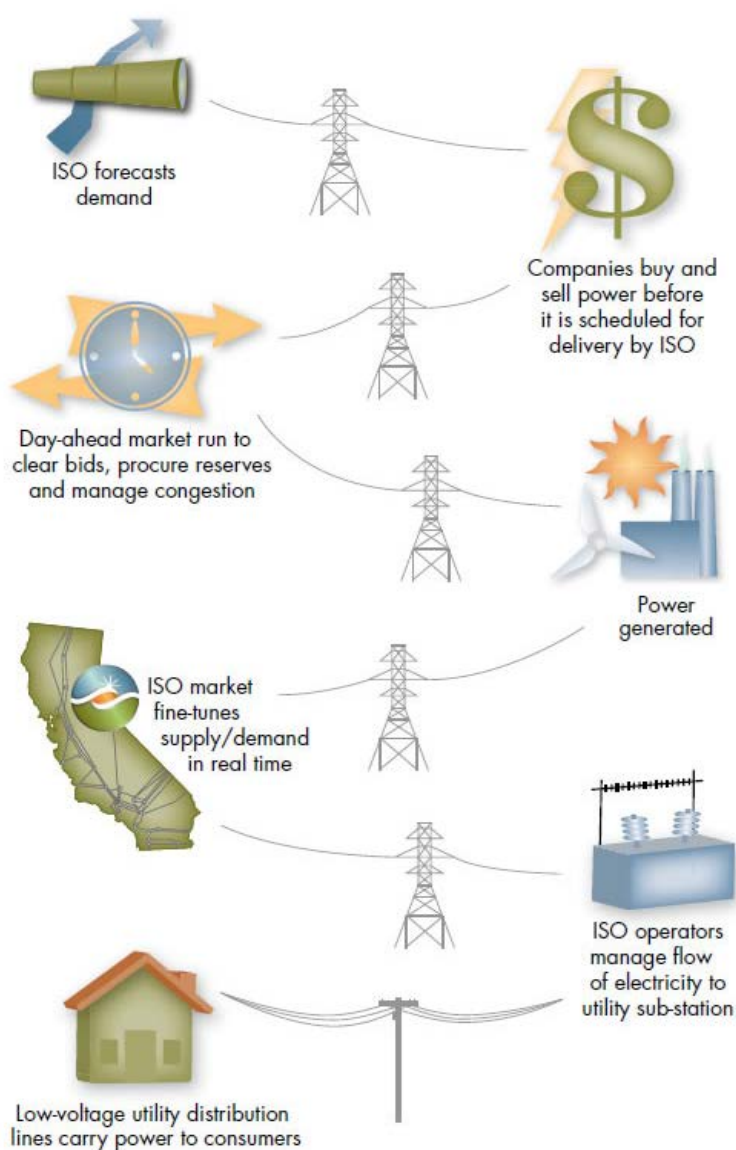 ISO forecasts
demand
Companies buy and
sell power before
it is scheduled for
delivery by ISO
Day-ahead market run to
clear bids, procure reserves
and manage congestion
Power
generated
ISO market
fine-tunes
supply/demand
in real time
ISO operators
manage flow
of electricity to
utility sub-station
Low-voltage utility distribution
lines carry power to consumers